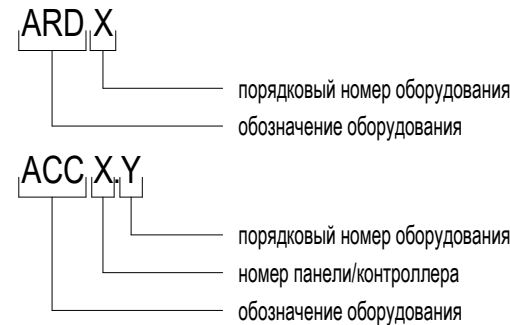 ARD X
порядковый номер оборудования
обозначение оборудования
ACC X.Y
порядковый номер оборудования
номер панели/контроллера
обозначение оборудования